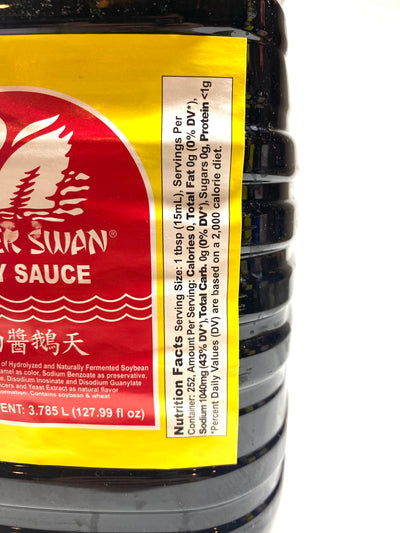 ER SWAN®
Y SAUCE
醬鵝天
of Hydrolyzed and Naturally Fermented Soybean
as color, Sodium Benzoate as preservative,
Disodium Inosinate and Disodium Guanylate
and Yeast Extract as natural flavor
Contains soybean & wheat
ENT: 3.785 L (127.99 fl oz)
Nutrition Facts Serving Size: 1 tbsp (15mL), Servings Per
Container: 252, Amount Per Serving: Calories 0, Total Fat 0g (0% DV*),
Sodium 1040mg (43% DV*), Total Carb. 0g (0% DV*), Sugars 0g, Protein <1g
*Percent Daily Values (DV) are based on a 2,000 calorie diet.